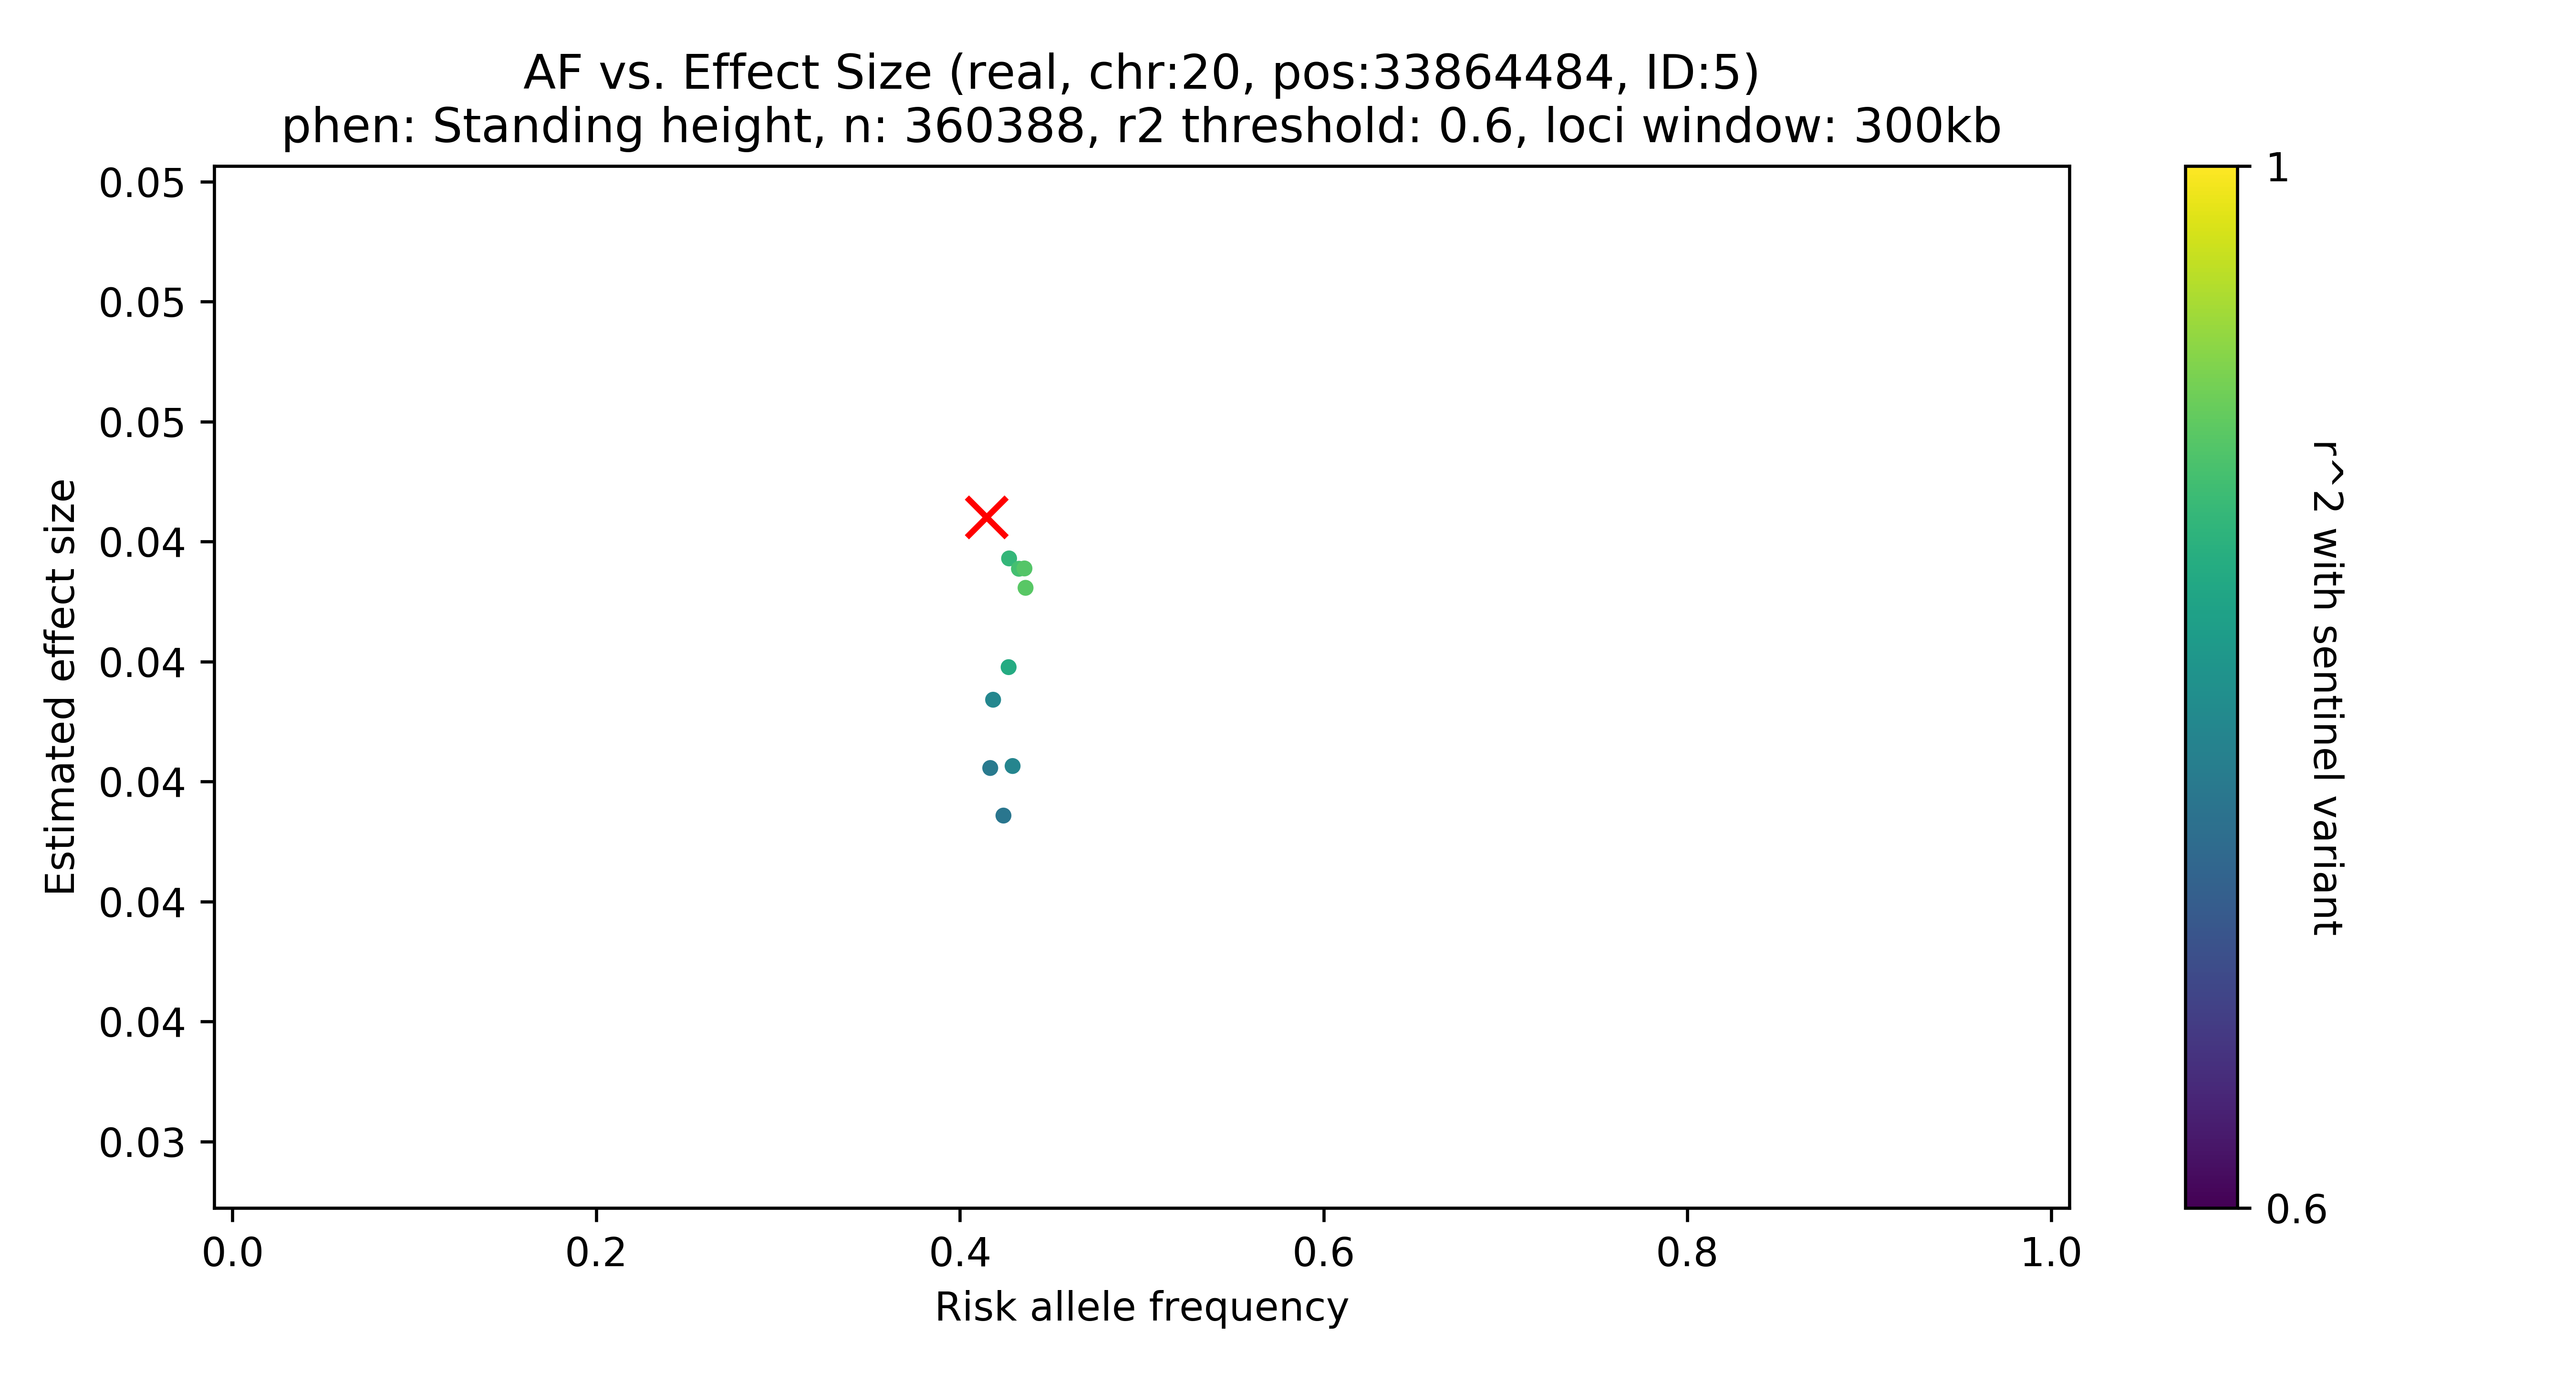 AF vs. Effect Size (real, chr:20, pos:33864484, ID:5)
phen: Standing height, n: 360388, r2 threshold: 0.6, loci window: 300kb
Estimated effect size
0.05
0.05
0.05
0.04
0.04
0.04
0.04
0.04
0.03
0.0 0.2 0.4 0.6 0.8 1.0
Risk allele frequency
1
0.6
r^2 with sentinel variant